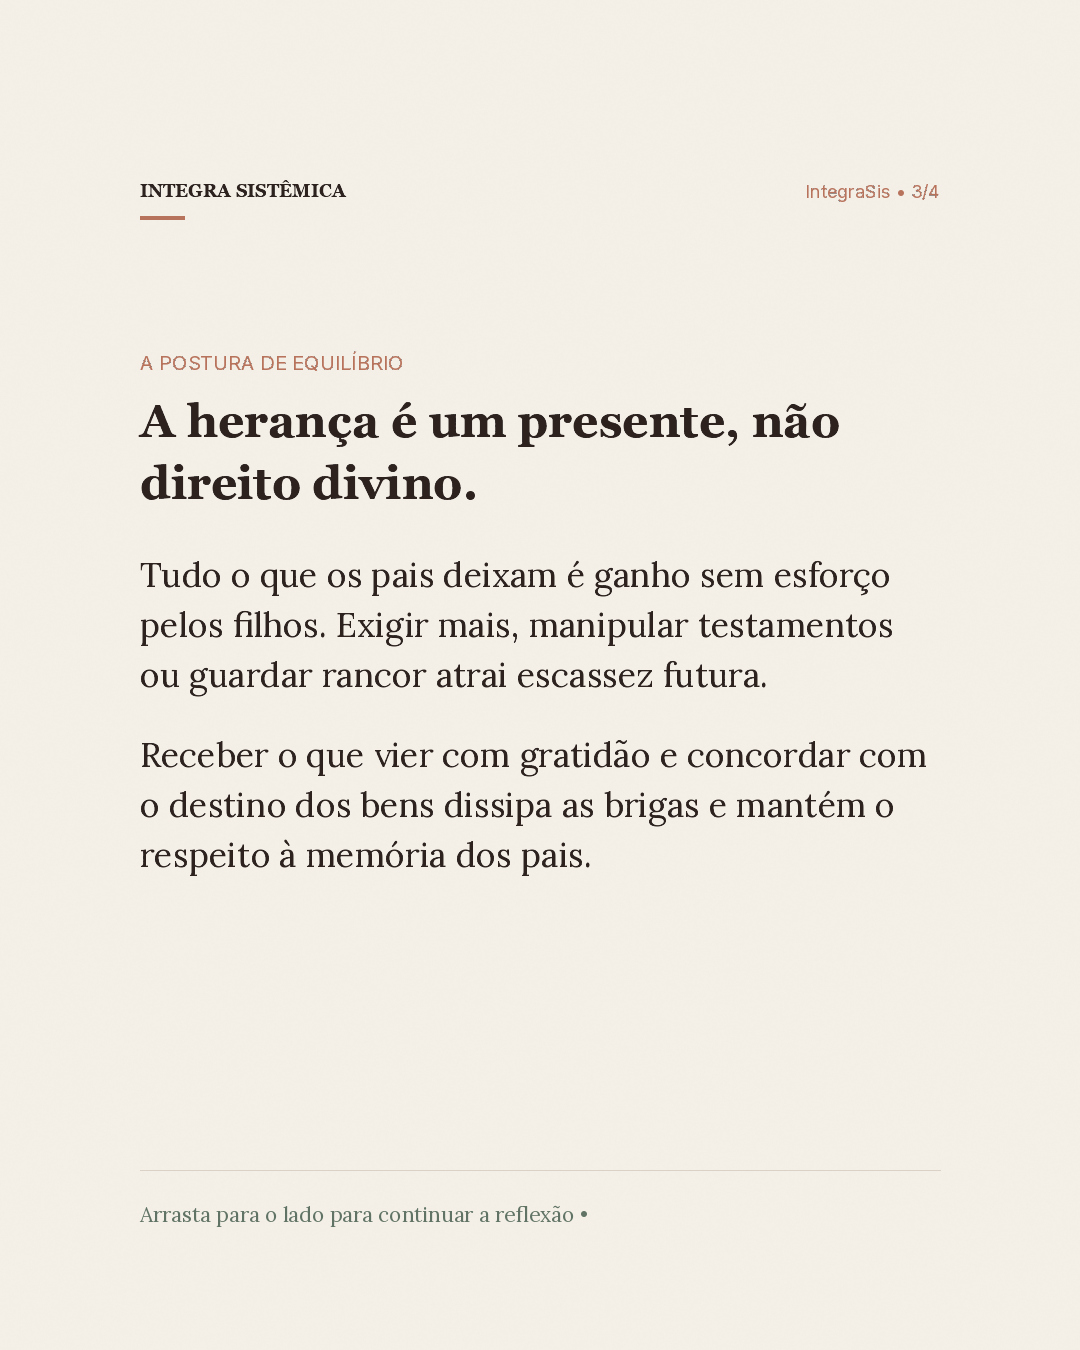 INTEGRA SISTÊMICA
IntegraSis • 3/4
A POSTURA DE EQUILÍBRIO
A herança é um presente, não
direito divino.
Tudo o que os pais deixam é ganho sem esforço
pelos filhos. Exigir mais, manipular testamentos
ou guardar rancor atrai escassez futura.
Receber o que vier com gratidão e concordar com
o destino dos bens dissipa as brigas e mantém o
respeito à memória dos pais.
Arrasta para o lado para continuar a reflexão •